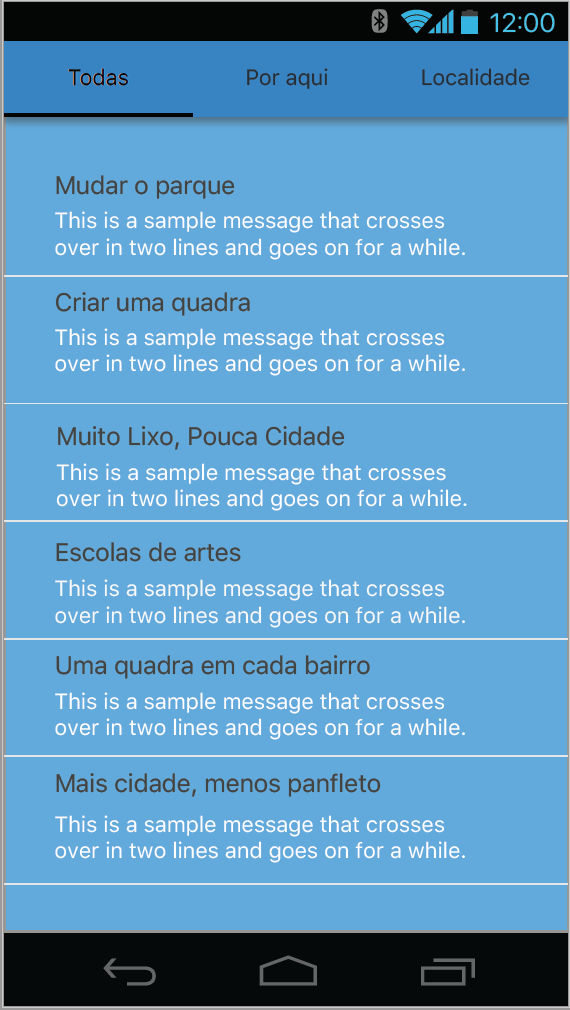 12:00
Todas
Por aqui
Localidade
Mudar o parque
This is a sample message that crosses
over in two lines and goes on for a while.
Criar uma quadra
This is a sample message that crosses
over in two lines and goes on for a while.
Muito Lixo, Pouca Cidade
This is a sample message that crosses
over in two lines and goes on for a while.
Escolas de artes
This is a sample message that crosses
over in two lines and goes on for a while.
Uma quadra em cada bairro
This is a sample message that crosses
over in two lines and goes on for a while.
Mais cidade, menos panfleto
This is a sample message that crosses
over in two lines and goes on for a while.